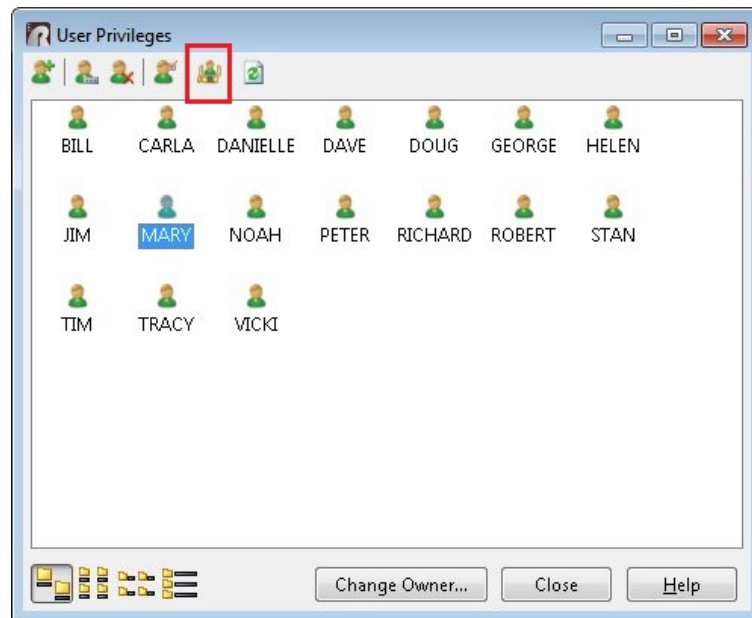 User Privileges
BILL CARLA DANIELLE DAVE DOUG GEORGE HELEN
JIM MARY NOAH PETER RICHARD ROBERT STAN
TIM TRACY VICKI
Change Owner... Close Help